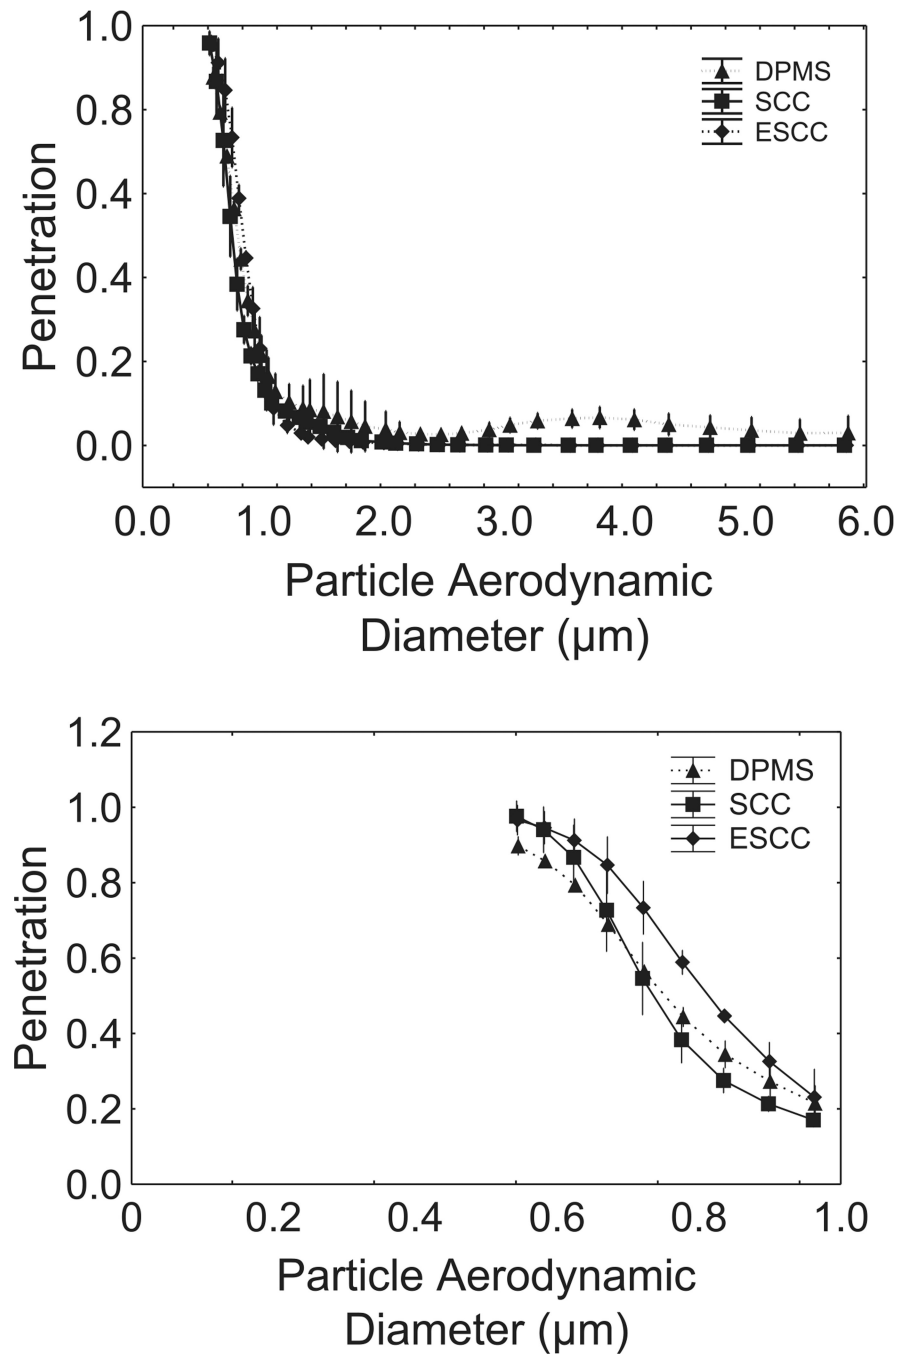 1.0
0.8
0.4
0.4
0.2
0.0
Penetration
DPMS
SCC
ESCC
0.0 1.0 2.0 3.0 4.0 5.0 6.0
Particle Aerodynamic
Diameter (µm)
1.2
1.0
0.8
0.6
0.4
0.2
0.0
Penetration
DPMS
SCC
ESCC
0 0.2 0.4 0.6 0.8 1.0
Particle Aerodynamic
Diameter (µm)